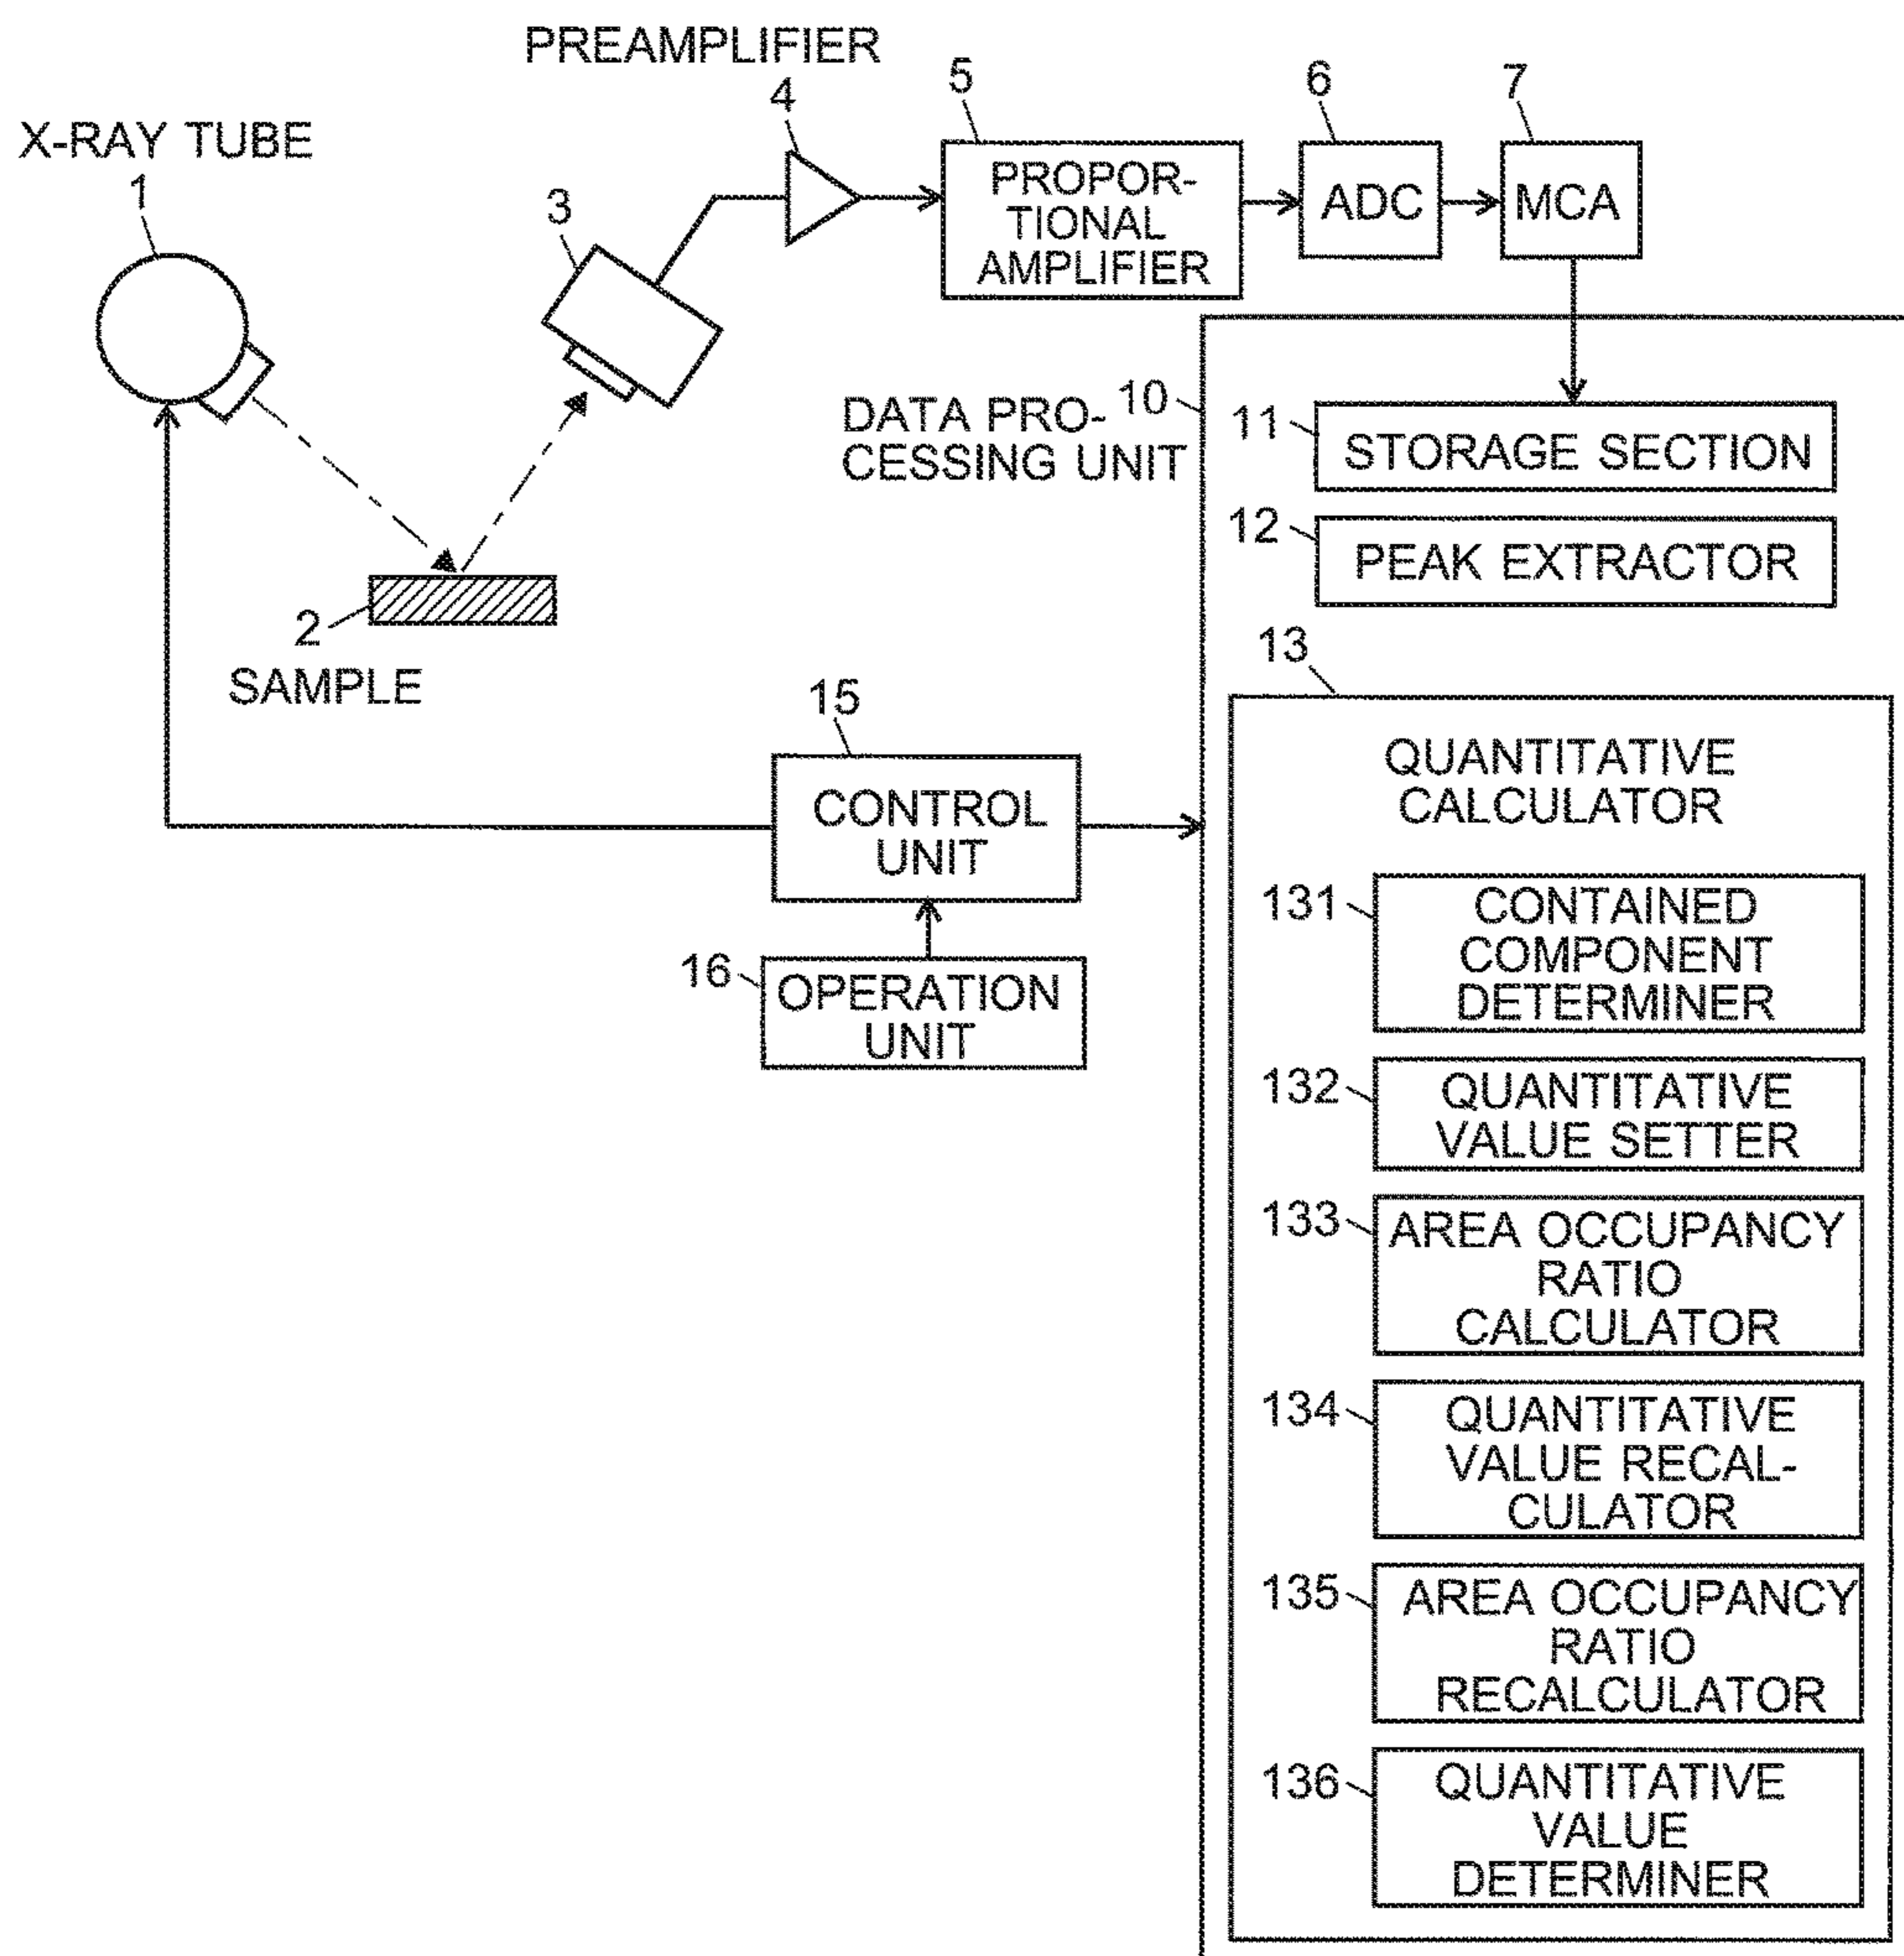 PREAMPLIFIER
4
5
6
7
X-RAY TUBE
1
3
PROPOR-
TIONAL
AMPLIFIER
ADC
MCA
DATA PRO-
CESSING UNIT
10
11
STORAGE SECTION
12
PEAK EXTRACTOR
2
SAMPLE
13
15
CONTROL
UNIT
QUANTITATIVE
CALCULATOR
16
OPERATION
UNIT
131
CONTAINED
COMPONENT
DETERMINER
132
QUANTITATIVE
VALUE SETTER
133
AREA OCCUPANCY
RATIO
CALCULATOR
134
QUANTITATIVE
VALUE RECAL-
CULATOR
135
AREA OCCUPANCY
RATIO
RECALCULATOR
136
QUANTITATIVE
VALUE
DETERMINER